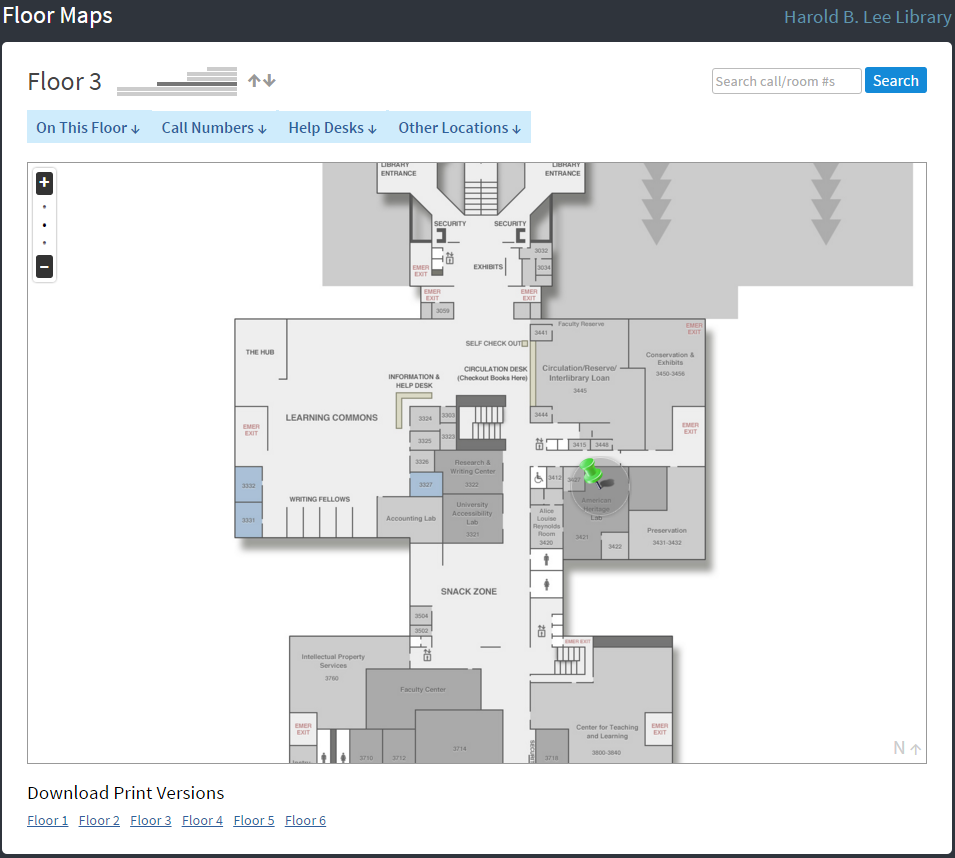 Floor Maps
Harold B. Lee Library
Floor 3
Search call/room #s
Search
On This Floor ↓
Call Numbers ↓
Help Desks ↓
Other Locations ↓
+
−
LIBRARY
ENTRANCE
LIBRARY
ENTRANCE
SECURITY
SECURITY
3032
3034
EMER
EXIT
EXHIBITS
EMER
EXIT
EMER
EXIT
3059
Faculty Reserve
3441
EMER
EXIT
SELF CHECK OUT
THE HUB
Conservation &
Exhibits
3450-3456
CIRCULATION DESK
(Checkout Books Here)
Circulation/Reserve/
Interlibrary Loan
3445
INFORMATION &
HELP DESK
LEARNING COMMONS
3324
3303
3444
EMER
EXIT
EMER
EXIT
3325
3323
3415
3448
3326
Research &
Writing Center
3322
3332
3327
3412
3427
American
Heritage
Lab
3421
WRITING FELLOWS
University
Accessibility
Lab
3321
Accounting Lab
3331
Alice
Louise
Reynolds
Room
3420
Preservation
3431-3432
3422
SNACK ZONE
3504
3502
EMER EXIT
Intellectual Property
Services
3760
Faculty Center
EMER
EXIT
Center for Teaching
and Learning
3800-3840
EMER
EXIT
3710
3712
3714
3718
N ↑
Download Print Versions
Floor 1
Floor 2
Floor 3
Floor 4
Floor 5
Floor 6